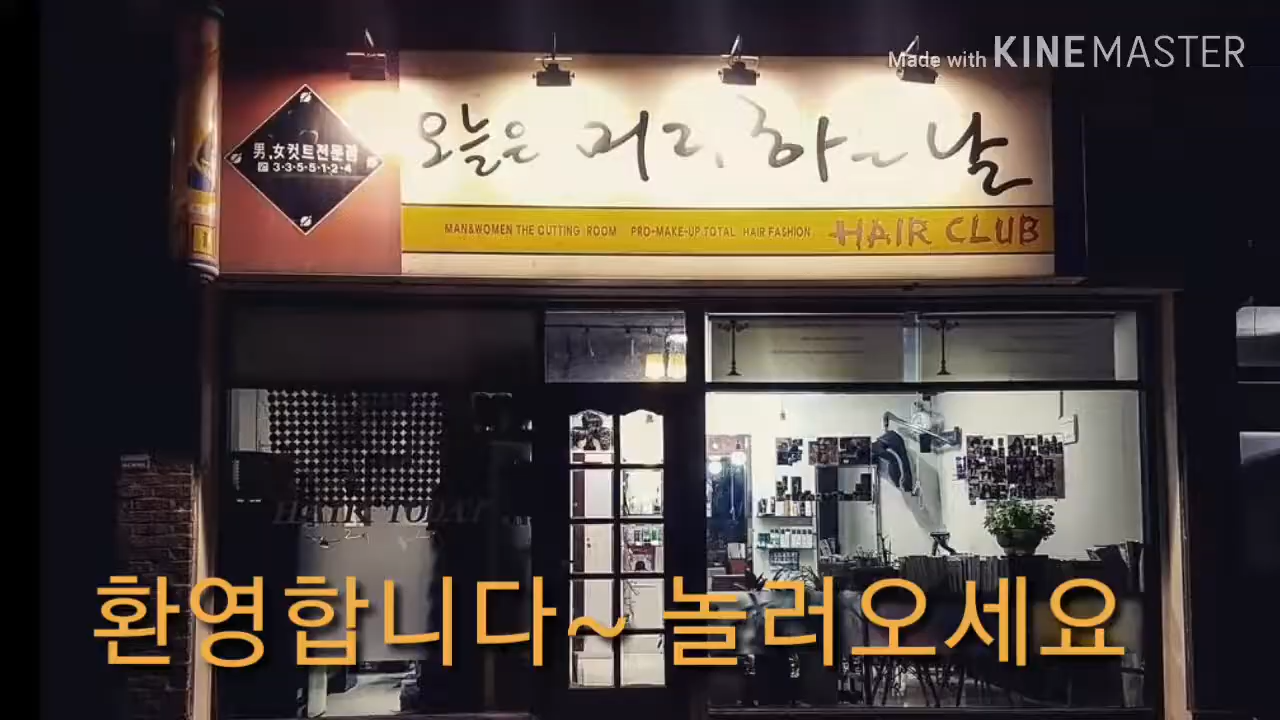 Made with KINEMASTER
오늘은 머리하는 날
男,女컷트전문점
☎3-3-5-5-1-2-4
MAN&WOMEN THE CUTTING ROOM PRO-MAKE-UP.TOTAL HAIR FASHION HAIR CLUB
HAIR TODAY
환영합니다~ 놀러오세요